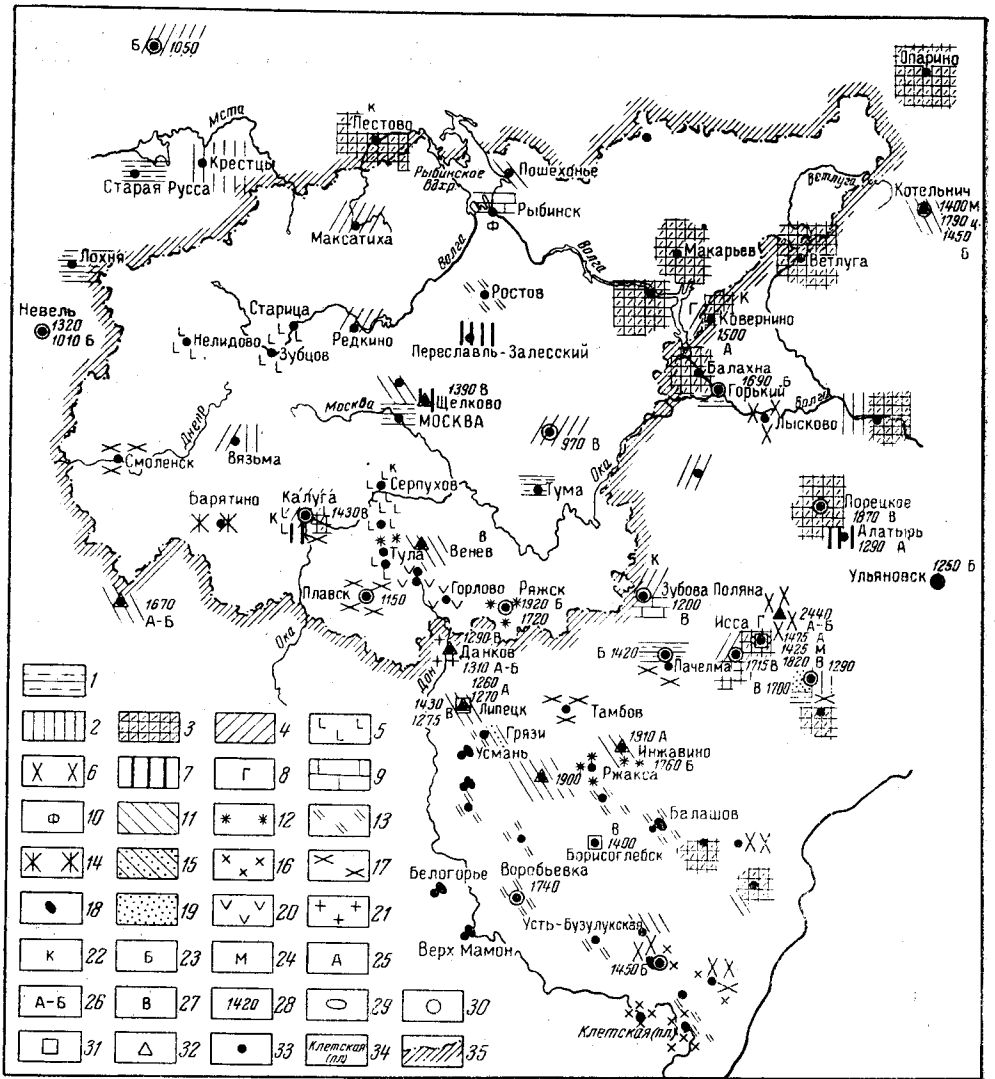 Б 1050
Опарино
Мста
К
Пестово
Крестцы
Рыбинское
вдхр.
Пошехонье
Старая Русса
Ветлуга
Котельнич
1400 М
1790 Ц
1450
Б
Рыбинск
Ф
Максатиха
Волга
Волга
Макарьев
Ветлуга
Лохня
Невель
1320
1010 Б
Ростов
Г
К
Старица
Ковернино
1500
А
Нелидово
Зубцов
Редкино
Переславль-Залесский
Балахна
1690 Б
Горький
1390 В
Щелково
Москва
МОСКВА
Волга
Лысково
Днепр
970 В
Ока
Смоленск
Вязьма
К
Серпухов
Тума
Барятино
Калуга
1430 В
К
Порецкое
1870 В
Алатырь
1290 А
В
Венев
Тула
Ульяновск
1250 Б
К
Плавск
1150
Горлово
Ряжск
1920 Б
1720
Зубова Поляна
1200
В
1670
А-Б
2440
А-Б
Исса Г
1475 А
1425 М
1820 В
1290
Ока
1290 В
Данков
1310 А-Б
1260
1270 А
Дон
Б 1420
Пачелма
1715 В
В 1700
1430
1275 В
Липецк
Тамбов
Грязи
Усмань
1910 А
Инжавино
1760 Б
Ржакса
1900
Балашов
В
1400
Борисоглебск
Белогорье
Воробьевка
1740
Усть-Бузулукская
Верх Мамон
1450 Б
Клетская (пл)
1
2 3 4 5
6 7 8 Г 9
10 Ф 11 12 13
14 15 16 17
18 19 20 21
К 22 Б 23 М 24 А 25
А-Б 26 В 27 1420 28 29 30
31 32 33 Клетская (пл) 34 35